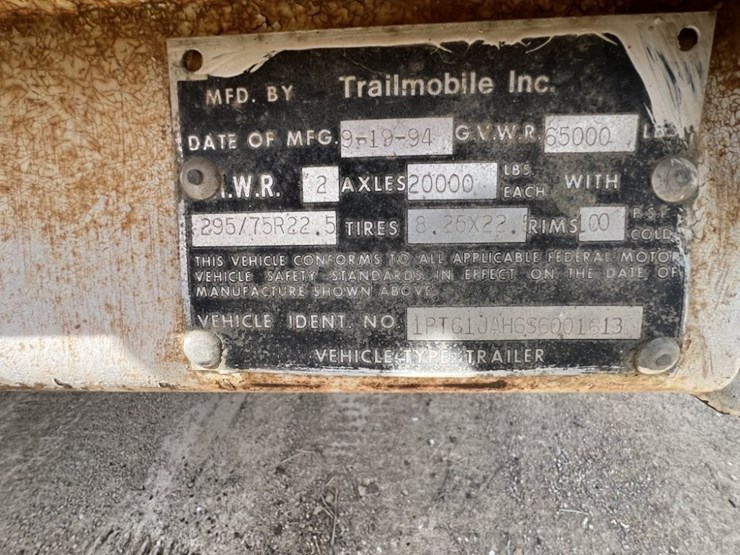 MFD. BY Trailmobile Inc.
DATE OF MFG. 9-19-94 G.V.W.R. 65000 LB
.W.R. 2 AXLES 20000 LBS EACH WITH
295/75R22.5 TIRES 8.25X22. RIMS 100 P.S.I. COLD
THIS VEHICLE CONFORMS TO ALL APPLICABLE FEDERAL MOTOR
VEHICLE SAFETY STANDARDS IN EFFECT ON THE DATE OF
MANUFACTURE SHOWN ABOVE
VEHICLE IDENT. NO. 1PTG1JAH6S6001613
VEHICLE TYPE TRAILER